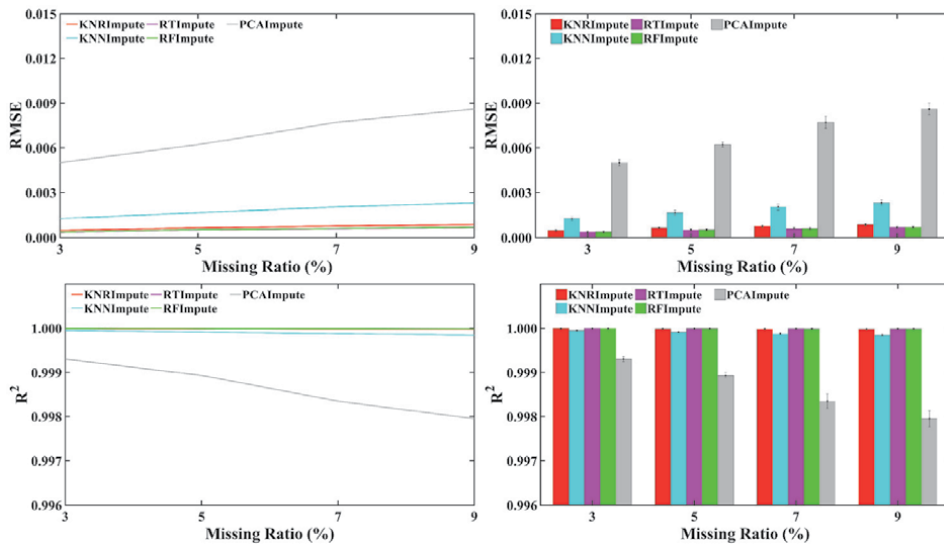 0.015
KNRImpute RTImpute PCAImpute
KNNImpute RFImpute
0.012
0.009
RMSE
0.006
0.003
0.000
3 5 7 9
Missing Ratio (%)
0.015
KNRImpute RTImpute PCAImpute
KNNImpute RFImpute
0.012
0.009
RMSE
0.006
0.003
0.000
3 5 7 9
Missing Ratio (%)
KNRImpute RTImpute PCAImpute
KNNImpute RFImpute
1.000
0.999
R²
0.998
0.997
0.996
3 5 7 9
Missing Ratio (%)
KNRImpute RTImpute PCAImpute
KNNImpute RFImpute
1.000
0.999
R²
0.998
0.997
0.996
3 5 7 9
Missing Ratio (%)